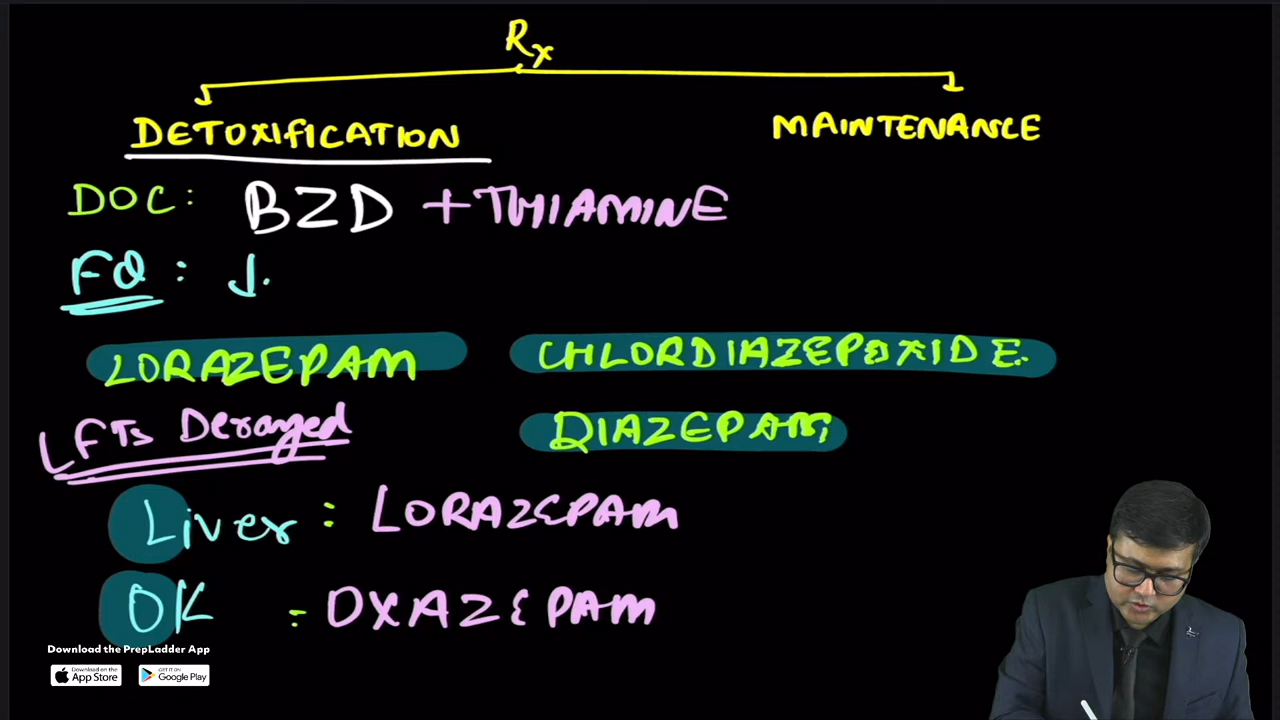 Rx
DETOXIFICATION
MAINTENANCE
DOC: BZD + THIAMINE
FQ: ↓.
LORAZEPAM
CHLORDIAZEPOXIDE.
LFTs Deranged
DIAZEPAM;
Liver : LORAZEPAM
OK = OXAZEPAM
Download the PrepLadder App
Download on the App Store
GET IT ON Google Play